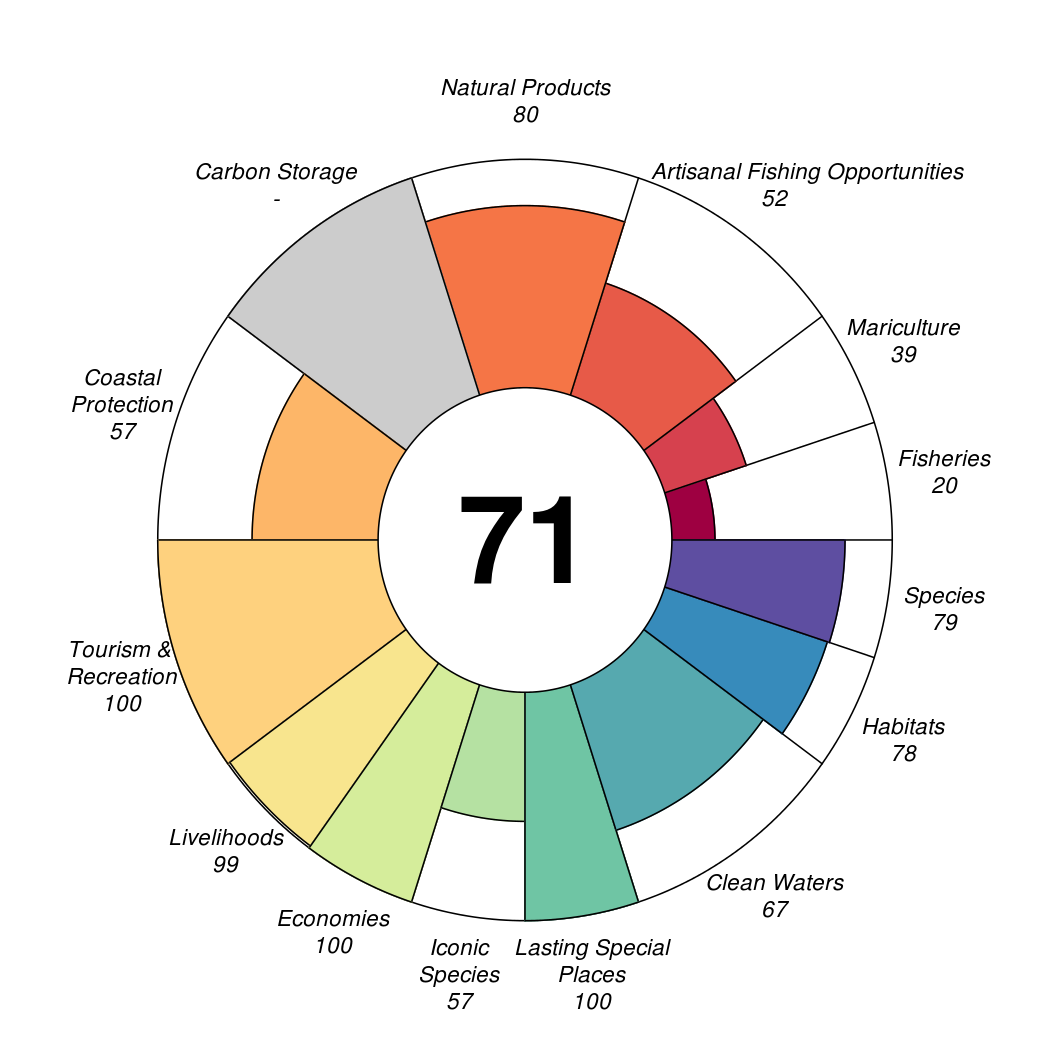 Natural Products
80
Carbon Storage
-
Artisanal Fishing Opportunities
52
Mariculture
39
Coastal
Protection
57
Fisheries
20
71
Species
79
Tourism &
Recreation
100
Habitats
78
Livelihoods
99
Clean Waters
67
Economies
100
Iconic
Species
57
Lasting Special
Places
100